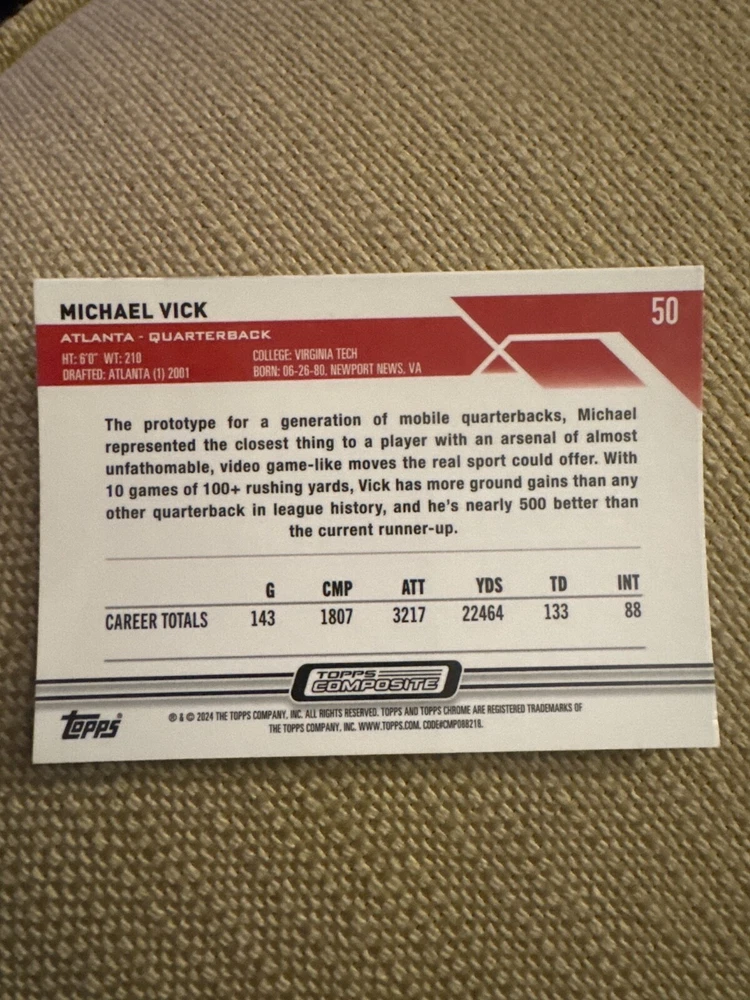 MICHAEL VICK
50
ATLANTA - QUARTERBACK
HT: 6'0" WT: 210
COLLEGE: VIRGINIA TECH
DRAFTED: ATLANTA (1) 2001
BORN: 06-26-80, NEWPORT NEWS, VA
The prototype for a generation of mobile quarterbacks, Michael
represented the closest thing to a player with an arsenal of almost
unfathomable, video game-like moves the real sport could offer. With
10 games of 100+ rushing yards, Vick has more ground gains than any
other quarterback in league history, and he's nearly 500 better than
the current runner-up.
G CMP ATT YDS TD INT
CAREER TOTALS 143 1807 3217 22464 133 88
TOPPS
COMPOSITE
Topps®
® & © 2024 THE TOPPS COMPANY, INC. ALL RIGHTS RESERVED. TOPPS AND TOPPS CHROME ARE REGISTERED TRADEMARKS OF
THE TOPPS COMPANY, INC. WWW.TOPPS.COM. CODE#CMP088218.